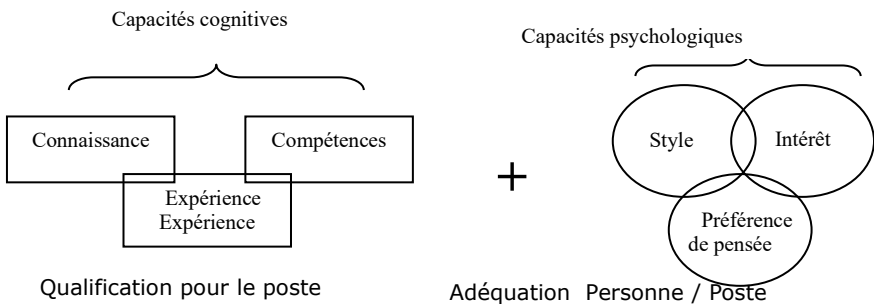 Capacités cognitives
Capacités psychologiques
Connaissance
Compétences
Style
Intérêt
+
Expérience
Expérience
Préférence
de pensée
Qualification pour le poste
Adéquation Personne / Poste